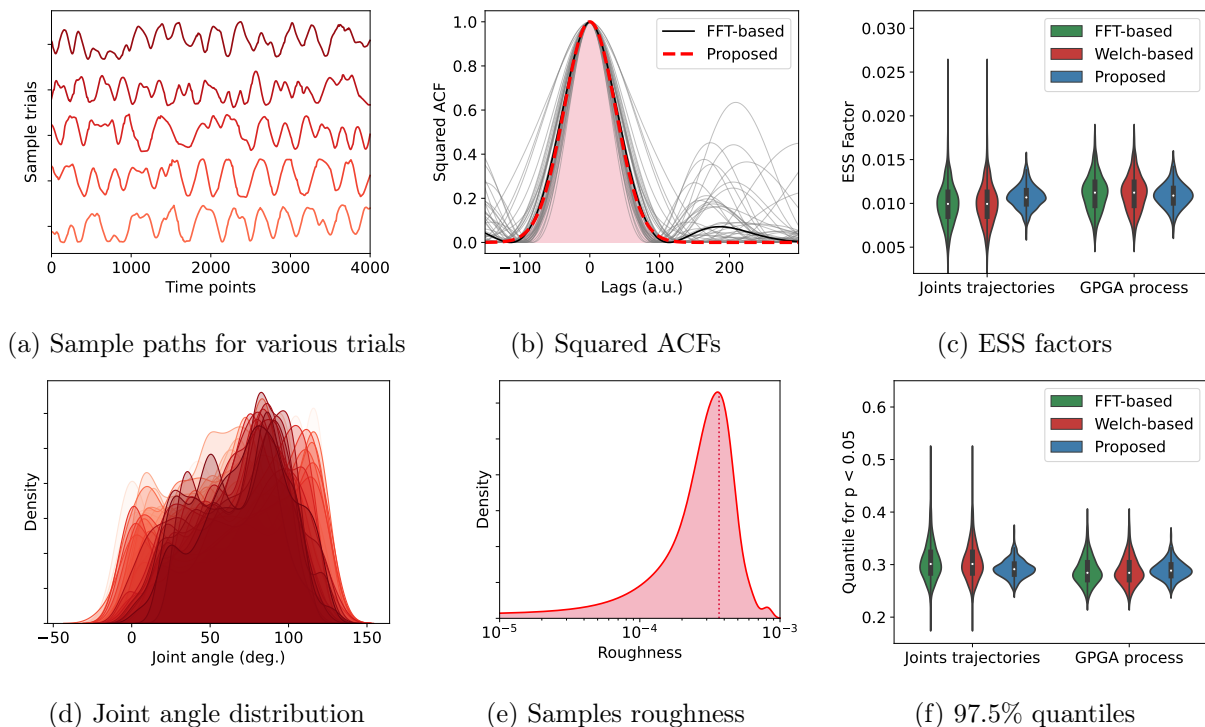 Sample trials
0
1000
2000
3000
4000
Time points
(a) Sample paths for various trials
Squared ACF
1.0
0.8
0.6
0.4
0.2
0.0
FFT-based
Proposed
−100
0
100
200
Lags (a.u.)
(b) Squared ACFs
ESS Factor
0.030
0.025
0.020
0.015
0.010
0.005
FFT-based
Welch-based
Proposed
Joints trajectories
GPGA process
(c) ESS factors
Density
−50
0
50
100
150
Joint angle (deg.)
(d) Joint angle distribution
Density
10⁻⁵
10⁻⁴
10⁻³
Roughness
(e) Samples roughness
Quantile for p < 0.05
0.6
0.5
0.4
0.3
0.2
FFT-based
Welch-based
Proposed
Joints trajectories
GPGA process
(f) 97.5% quantiles